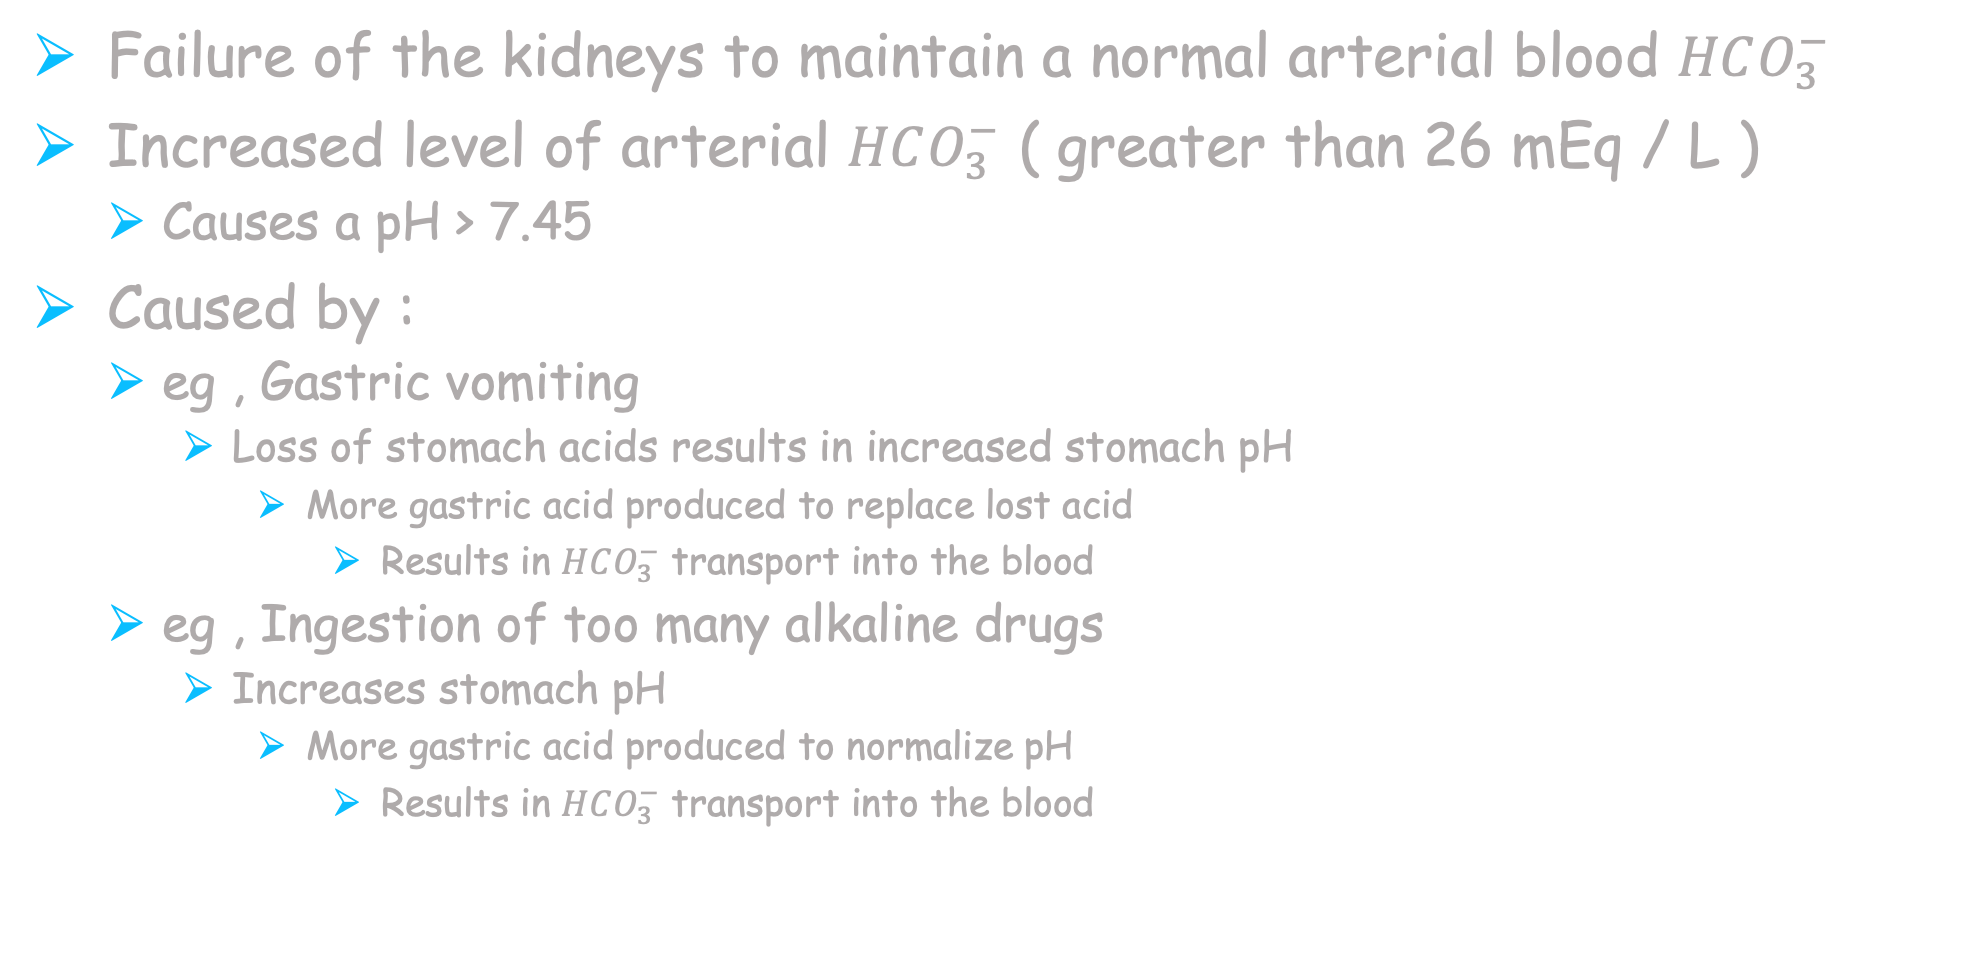 ➢ Failure of the kidneys to maintain a normal arterial blood HCO₃⁻
➢ Increased level of arterial HCO₃⁻ ( greater than 26 mEq / L )
➢ Causes a pH > 7.45
➢ Caused by :
➢ eg , Gastric vomiting
➢ Loss of stomach acids results in increased stomach pH
➢ More gastric acid produced to replace lost acid
➢ Results in HCO₃⁻ transport into the blood
➢ eg , Ingestion of too many alkaline drugs
➢ Increases stomach pH
➢ More gastric acid produced to normalize pH
➢ Results in HCO₃⁻ transport into the blood